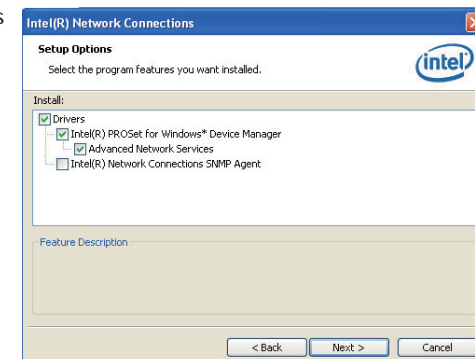 s
Intel(R) Network Connections
Setup Options
Select the program features you want installed.
intel
Install:
Drivers
Intel(R) PROSet for Windows* Device Manager
Advanced Network Services
Intel(R) Network Connections SNMP Agent
Feature Description
< Back Next > Cancel